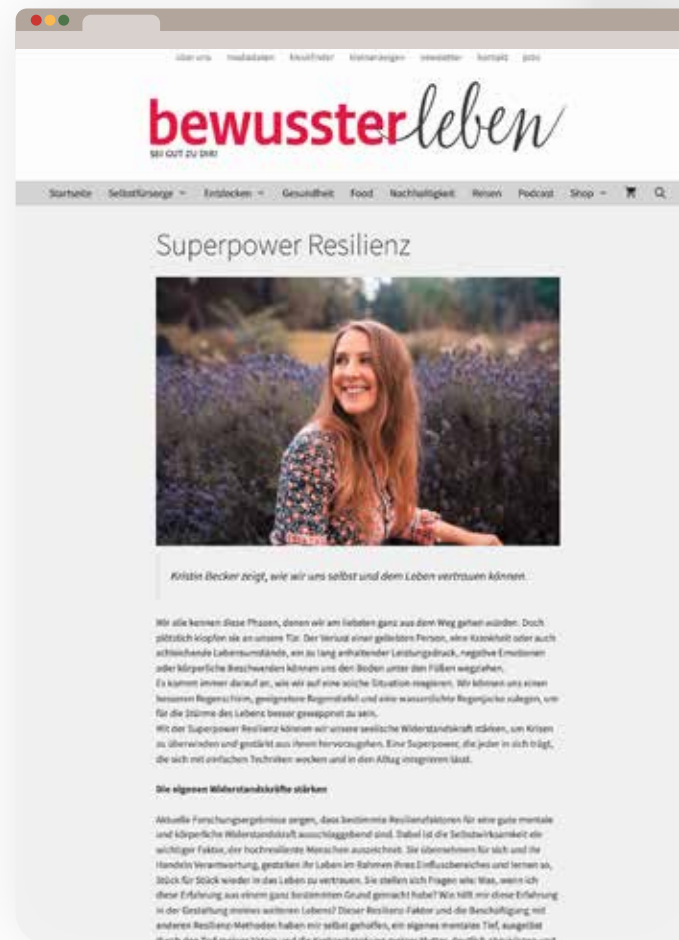 über uns mediadaten kleinanzeigen newsletter kontakt jobs
bewusster leben
SEI GUT ZU DIR!
Startseite Selbstfürsorge Entdecken Gesundheit Food Nachhaltigkeit Reisen Podcast Shop
Superpower Resilienz
Kristin Becker zeigt, wie wir uns selbst und dem Leben vertrauen können.
Wir alle kennen diese Phasen, denen wir am liebsten ganz aus dem Weg gehen würden. Doch
plötzlich klopfen sie an unsere Tür. Der Verlust einer geliebten Person, eine Krankheit oder auch
schleichende Lebensumstände, ein zu lang anhaltender Leistungsdruck, negative Emotionen
oder körperliche Beschwerden können uns den Boden unter den Füßen wegziehen.
Es kommt immer darauf an, wie wir auf eine solche Situation reagieren. Wir können uns einen
besseren Regenschirm, geeignetere Regenstiefel und eine wasserdichte Regenjacke zulegen, um
für die Stürme des Lebens besser gewappnet zu sein.
Mit der Superpower Resilienz können wir unsere seelische Widerstandskraft stärken, um Krisen
zu überwinden und gestärkt aus ihnen hervorzugehen. Eine Superpower, die jeder in sich trägt,
die sich mit einfachen Techniken wecken und in den Alltag integrieren lässt.
Die eigenen Widerstandskräfte stärken
Aktuelle Forschungsergebnisse zeigen, dass bestimmte Resilienzfaktoren für eine gute mentale
und körperliche Widerstandskraft ausschlaggebend sind. Dabei ist die Selbstwirksamkeit ein
wichtiger Faktor, der hochresiliente Menschen auszeichnet. Sie übernehmen für sich und ihr
Handeln Verantwortung, gestalten ihr Leben im Rahmen ihres Einflussbereiches und lernen so,
Stück für Stück wieder in das Leben zu vertrauen. Sie stellen sich Fragen wie: Was, wenn ich
diese Erfahrung aus einem ganz bestimmten Grund gemacht habe? Wie hilft mir diese Erfahrung
in der Gestaltung meines weiteren Lebens? Dieser Resilienz-Faktor und die Beschäftigung mit
anderen Resilienz-Methoden haben mir selbst geholfen, ein eigenes mentales Tief, ausgelöst